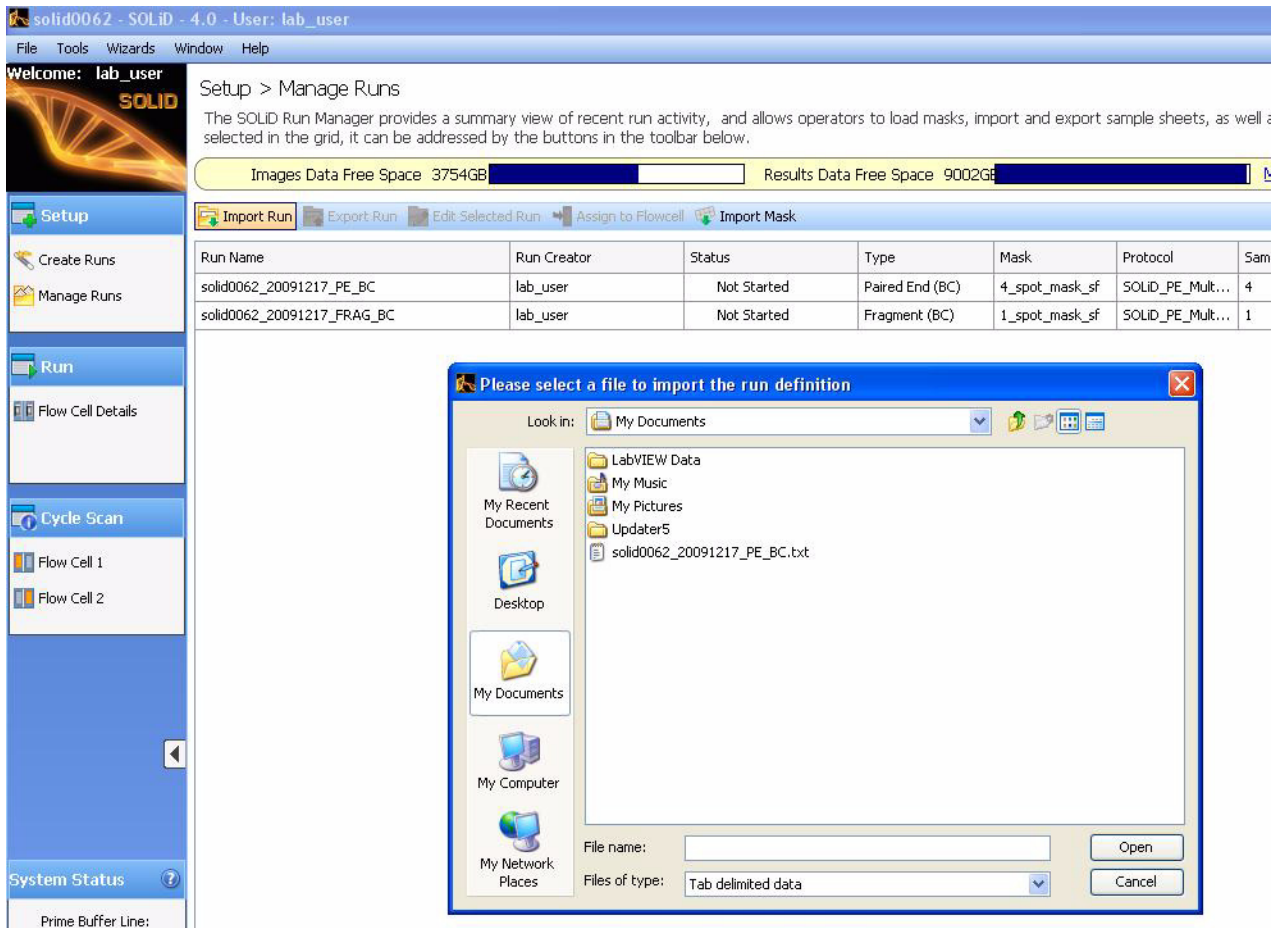 solid0062 - SOLiD - 4.0 - User: lab_user
File Tools Wizards Window Help
Welcome: lab_user
SOLiD
Setup > Manage Runs
The SOLiD Run Manager provides a summary view of recent run activity, and allows operators to load masks, import and export sample sheets, as well a
selected in the grid, it can be addressed by the buttons in the toolbar below.
Images Data Free Space 3754GB Results Data Free Space 9002GB
Setup
Create Runs
Manage Runs
Run
Flow Cell Details
Cycle Scan
Flow Cell 1
Flow Cell 2
System Status
Prime Buffer Line:
Import Run Export Run Edit Selected Run Assign to Flowcell Import Mask
Run Name Run Creator Status Type Mask Protocol Sam
solid0062_20091217_PE_BC lab_user Not Started Paired End (BC) 4_spot_mask_sf SOLiD_PE_Mult... 4
solid0062_20091217_FRAG_BC lab_user Not Started Fragment (BC) 1_spot_mask_sf SOLiD_PE_Mult... 1
Please select a file to import the run definition
Look in: My Documents
My Recent
Documents
Desktop
My Documents
My Computer
My Network
Places
LabVIEW Data
My Music
My Pictures
Updater5
solid0062_20091217_PE_BC.txt
File name: Open
Files of type: Tab delimited data Cancel